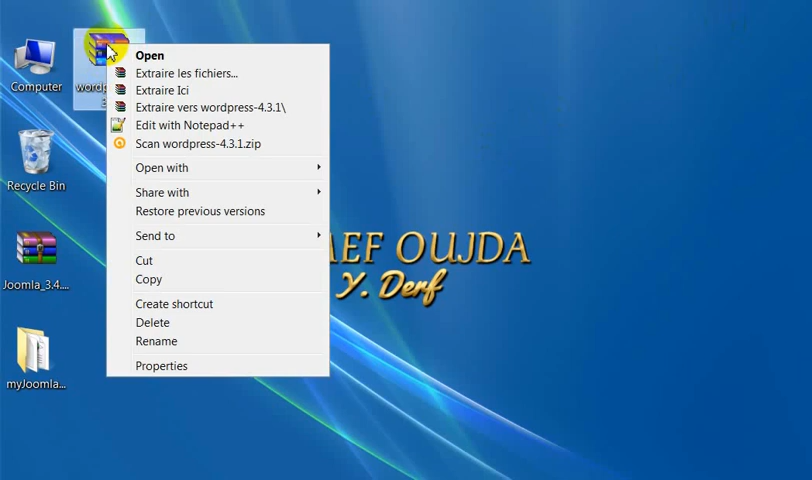 Computer
Recycle Bin
Joomla_3.4....
myJoomla...
Open
Extraire les fichiers...
Extraire Ici
Extraire vers wordpress-4.3.1\
Edit with Notepad++
Scan wordpress-4.3.1.zip
Open with
Share with
Restore previous versions
Send to
Cut
Copy
Create shortcut
Delete
Rename
Properties
OUJDA
Y. Derf